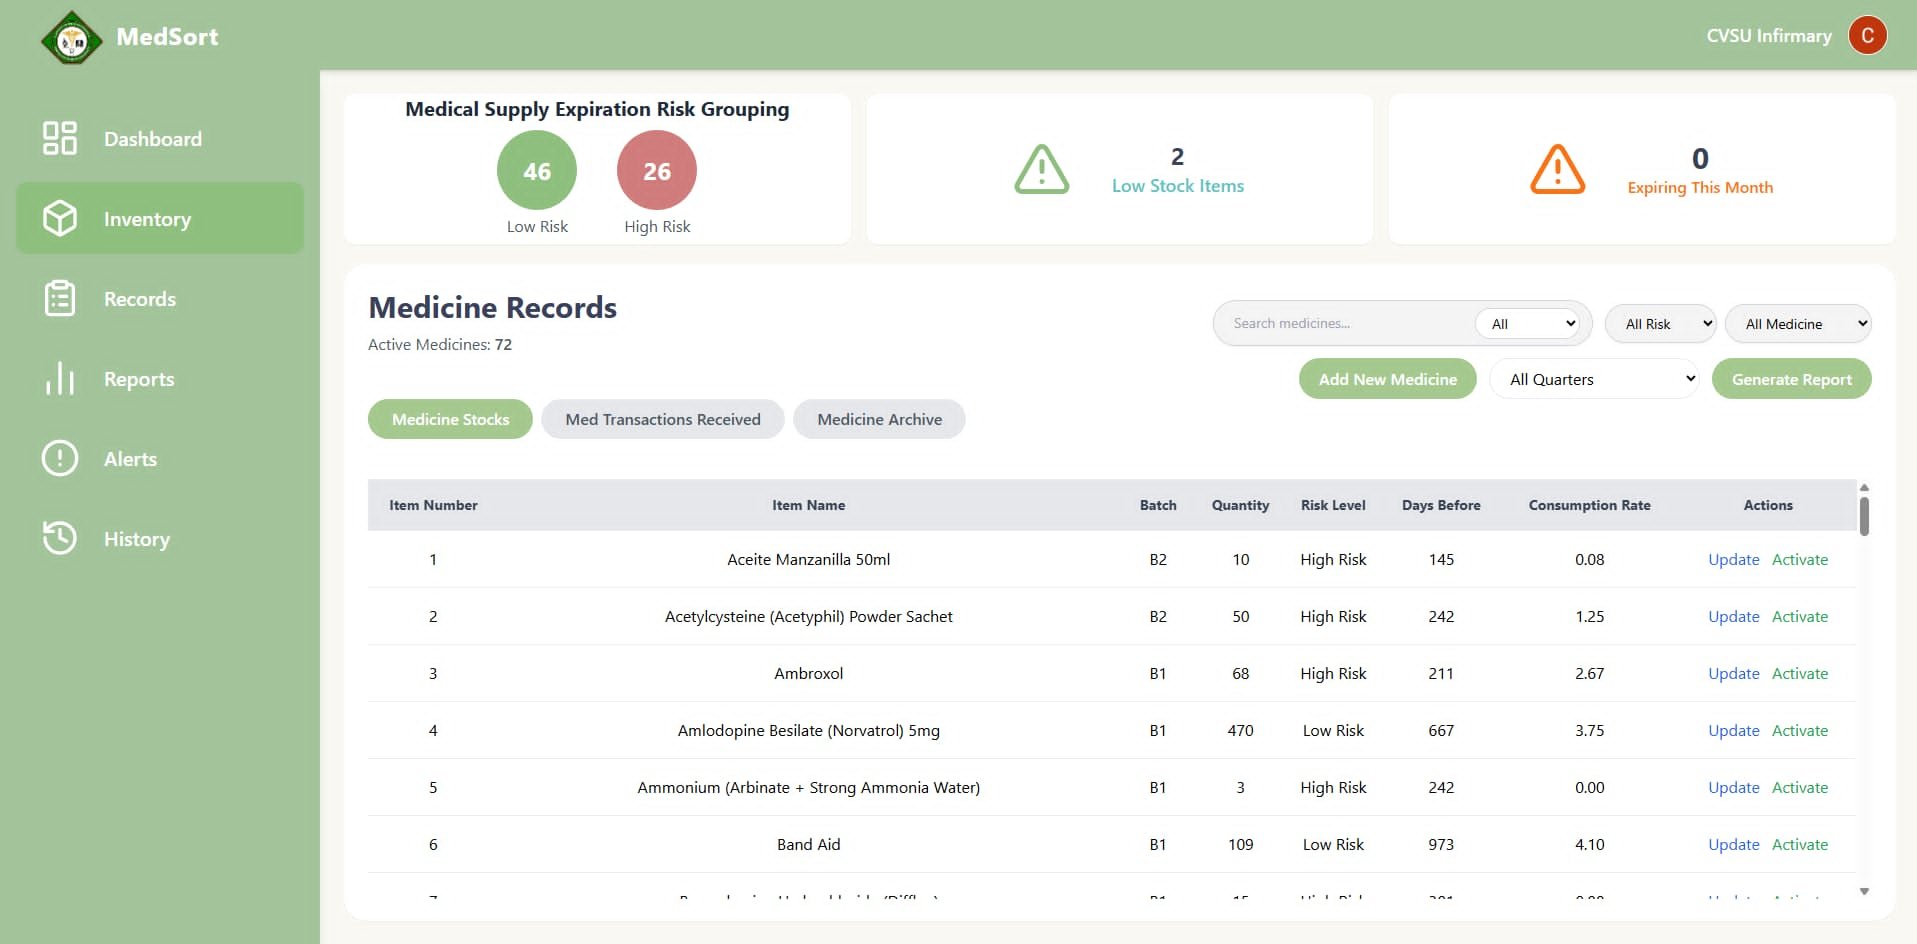 MedSort
CVSU Infirmary
C
Dashboard
Inventory
Records
Reports
Alerts
History
Medical Supply Expiration Risk Grouping
46 26
Low Risk High Risk
2
Low Stock Items
0
Expiring This Month
Medicine Records
Active Medicines: 72
Search medicines... All All Risk All Medicine
Add New Medicine All Quarters Generate Report
Medicine Stocks Med Transactions Received Medicine Archive
Item Number Item Name Batch Quantity Risk Level Days Before Consumption Rate Actions
1 Aceite Manzanilla 50ml B2 10 High Risk 145 0.08 Update Activate
2 Acetylcysteine (Acetyphil) Powder Sachet B2 50 High Risk 242 1.25 Update Activate
3 Ambroxol B1 68 High Risk 211 2.67 Update Activate
4 Amlodopine Besilate (Norvatrol) 5mg B1 470 Low Risk 667 3.75 Update Activate
5 Ammonium (Arbinate + Strong Ammonia Water) B1 3 High Risk 242 0.00 Update Activate
6 Band Aid B1 109 Low Risk 973 4.10 Update Activate